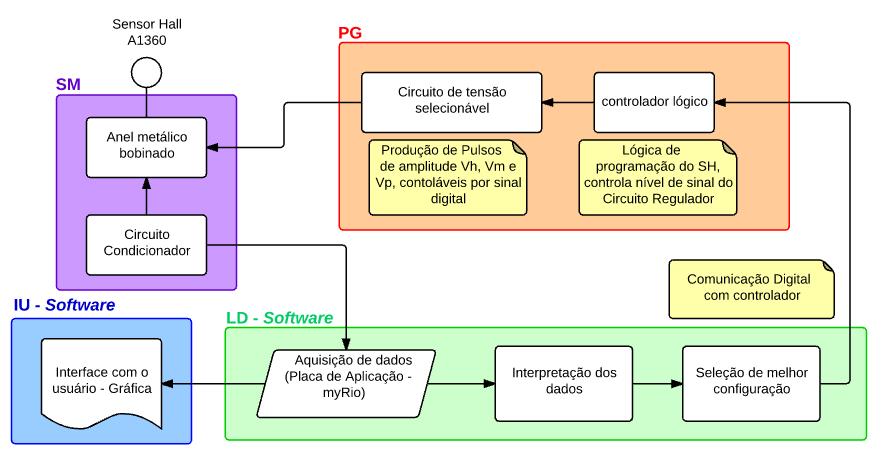 Sensor Hall
A1360
SM
Anel metálico
bobinado
Circuito
Condicionador
PG
Circuito de tensão
selecionável
controlador lógico
Produção de Pulsos
de amplitude Vh, Vm e
Vp, contoláveis por sinal
digital
Lógica de
programação do SH,
controla nível de sinal do
Circuito Regulador
Comunicação Digital
com controlador
IU - Software
Interface com o
usuário - Gráfica
LD - Software
Aquisição de dados
(Placa de Aplicação -
myRio)
Interpretação dos
dados
Seleção de melhor
configuração